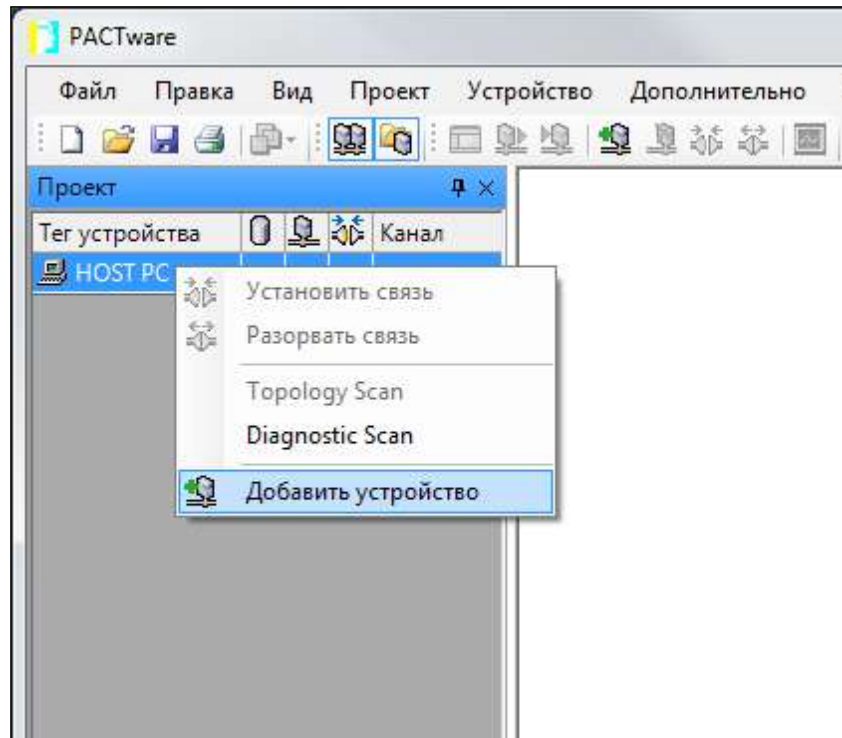 PACTware
Файл Правка Вид Проект Устройство Дополнительно
Проект
Тег устройства Канал
HOST PC
Установить связь
Разорвать связь
Topology Scan
Diagnostic Scan
Добавить устройство